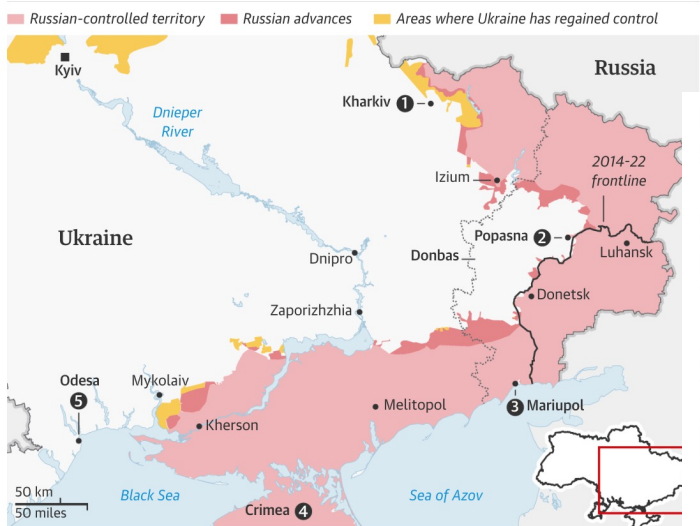 Russian-controlled territory
Russian advances
Areas where Ukraine has regained control
Kyiv
Russia
Dnieper
River
Kharkiv 1
2014-22
frontline
Izium
Ukraine
Popasna 2
Luhansk
Donbas
Dnipro
Donetsk
Zaporizhzhia
Odesa
5
Mykolaiv
Melitopol
3 Mariupol
Kherson
50 km
50 miles
Black Sea
Crimea 4
Sea of Azov